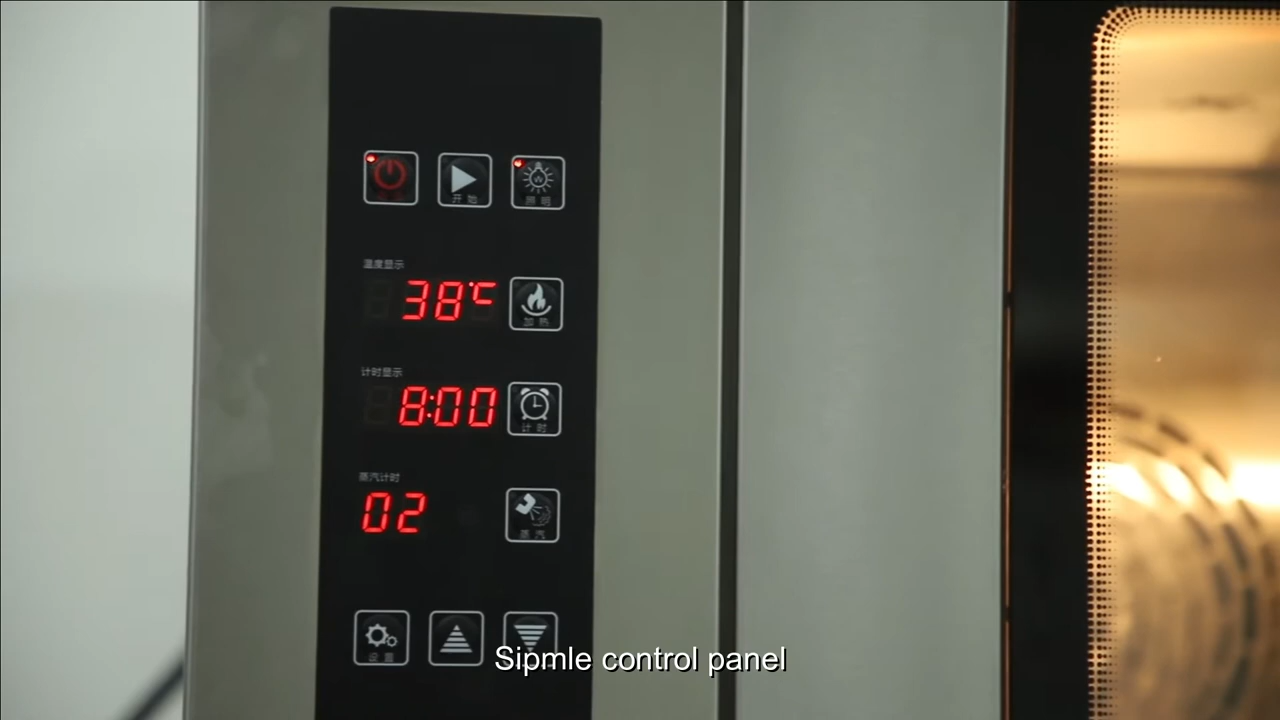 开始
照明
温度显示
38℃
加热
计时显示
8:00
计时
蒸汽计时
02
蒸汽
设置
Sipmle control panel